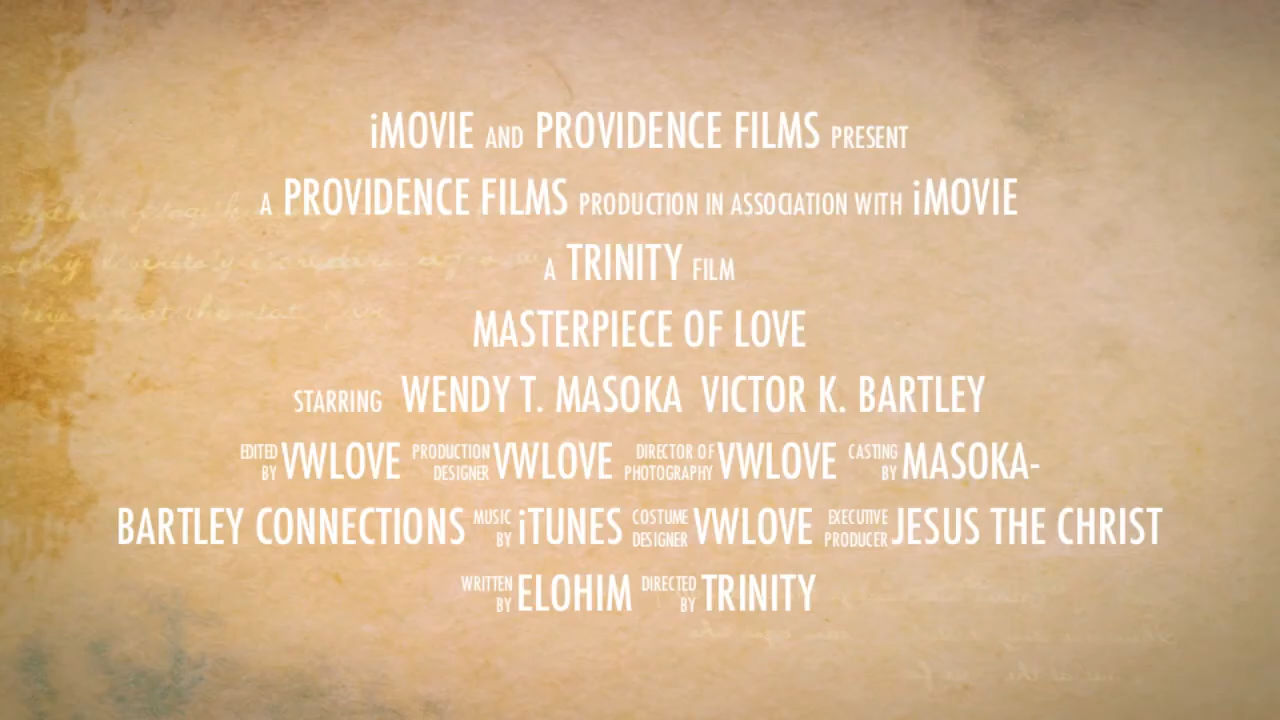 iMOVIE AND PROVIDENCE FILMS PRESENT
A PROVIDENCE FILMS PRODUCTION IN ASSOCIATION WITH iMOVIE
A TRINITY FILM
MASTERPIECE OF LOVE
STARRING WENDY T. MASOKA VICTOR K. BARTLEY
EDITED BY VWLOVE PRODUCTION DESIGNER VWLOVE DIRECTOR OF PHOTOGRAPHY VWLOVE CASTING BY MASOKA-
BARTLEY CONNECTIONS MUSIC BY iTUNES COSTUME DESIGNER VWLOVE EXECUTIVE PRODUCER JESUS THE CHRIST
WRITTEN BY ELOHIM DIRECTED BY TRINITY